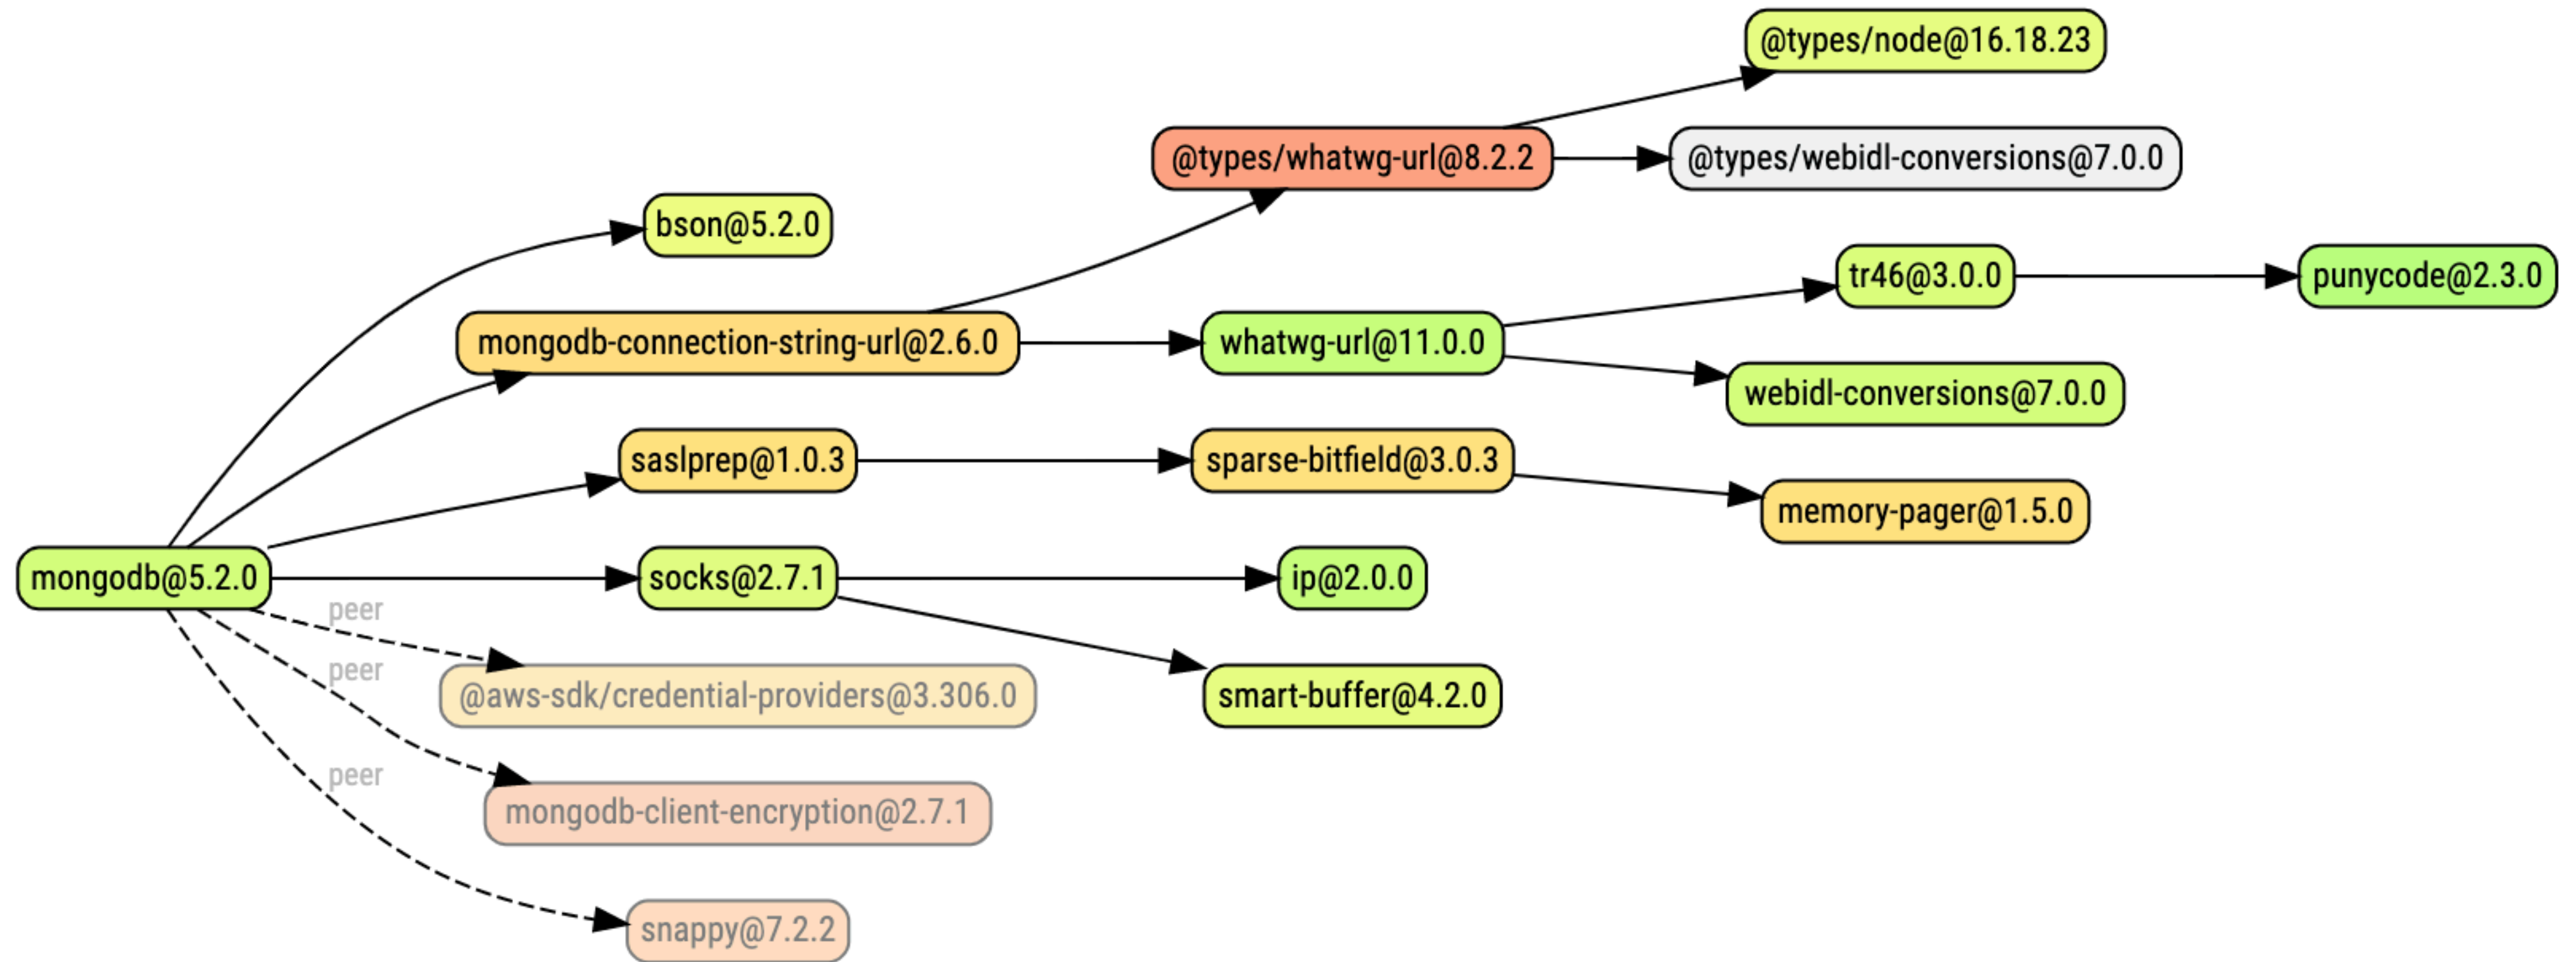 @types/node@16.18.23
@types/whatwg-url@8.2.2
@types/webidl-conversions@7.0.0
bson@5.2.0
tr46@3.0.0
punycode@2.3.0
mongodb-connection-string-url@2.6.0
whatwg-url@11.0.0
webidl-conversions@7.0.0
saslprep@1.0.3
sparse-bitfield@3.0.3
memory-pager@1.5.0
mongodb@5.2.0
socks@2.7.1
ip@2.0.0
peer
peer
@aws-sdk/credential-providers@3.306.0
smart-buffer@4.2.0
peer
mongodb-client-encryption@2.7.1
snappy@7.2.2